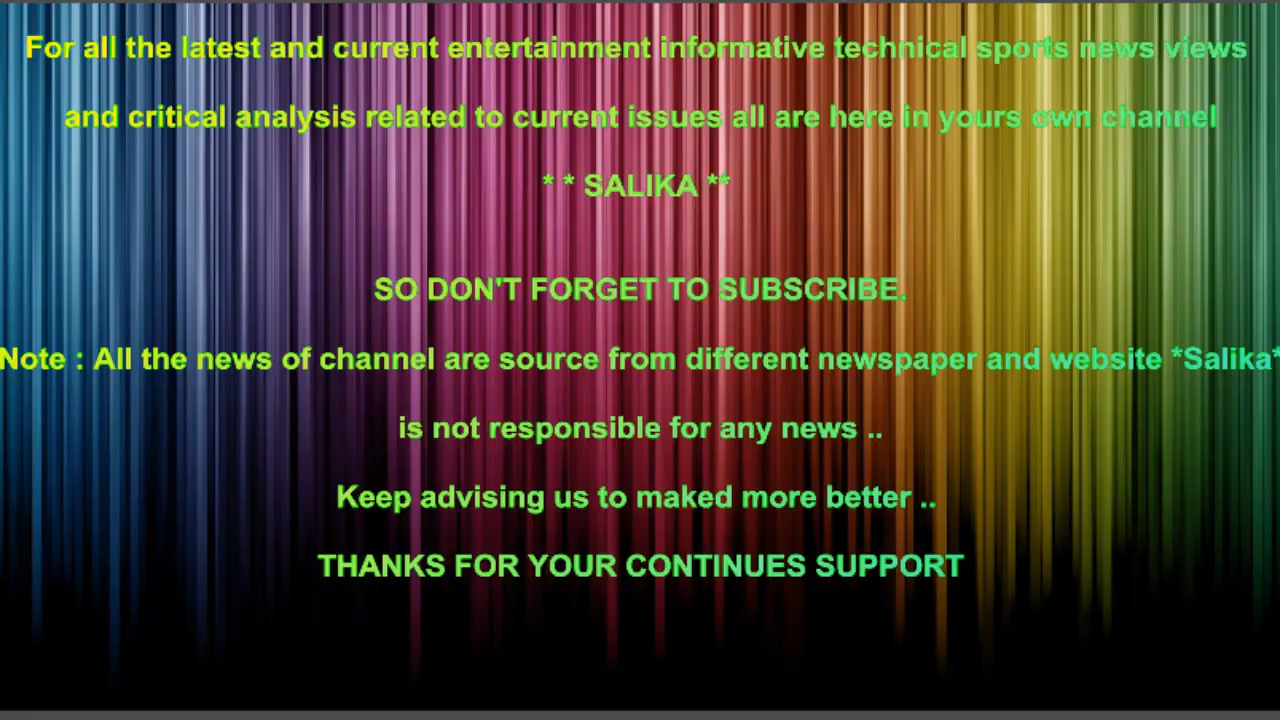 For all the latest and current entertainment informative technical sports news views
and critical analysis related to current issues all are here in yours own channel
* * SALIKA **
SO DON'T FORGET TO SUBSCRIBE.
Note : All the news of channel are source from different newspaper and website *Salika*
is not responsible for any news ..
Keep advising us to maked more better ..
THANKS FOR YOUR CONTINUES SUPPORT